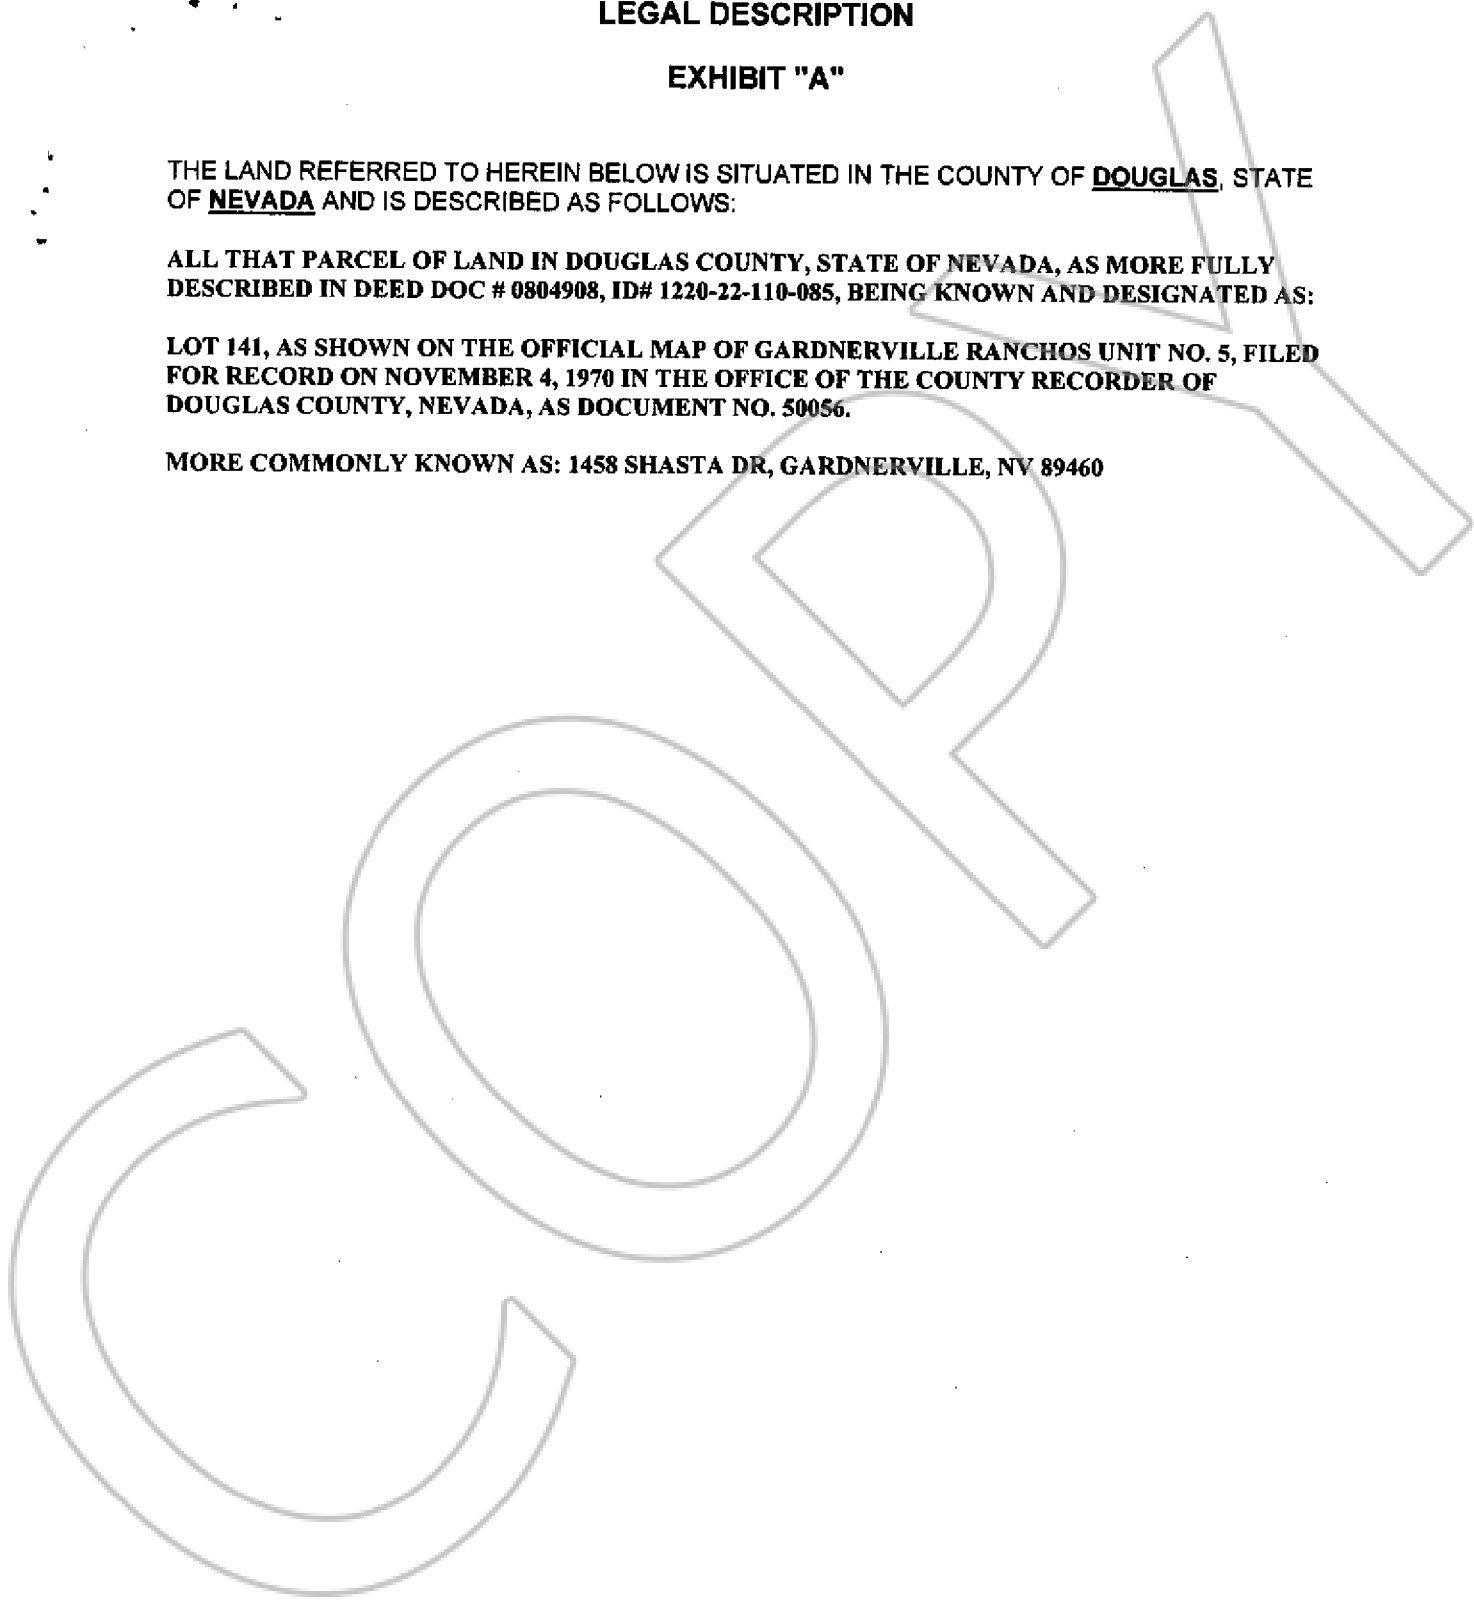 LEGAL DESCRIPTION
EXHIBIT "A"
THE LAND REFERRED TO HEREIN BELOW IS SITUATED IN THE COUNTY OF DOUGLAS, STATE
OF NEVADA AND IS DESCRIBED AS FOLLOWS:
ALL THAT PARCEL OF LAND IN DOUGLAS COUNTY, STATE OF NEVADA, AS MORE FULLY
DESCRIBED IN DEED DOC # 0804908, ID# 1220-22-110-085, BEING KNOWN AND DESIGNATED AS:
LOT 141, AS SHOWN ON THE OFFICIAL MAP OF GARDNERVILLE RANCHOS UNIT NO. 5, FILED
FOR RECORD ON NOVEMBER 4, 1970 IN THE OFFICE OF THE COUNTY RECORDER OF
DOUGLAS COUNTY, NEVADA, AS DOCUMENT NO. 50056.
MORE COMMONLY KNOWN AS: 1458 SHASTA DR, GARDNERVILLE, NV 89460
COPY